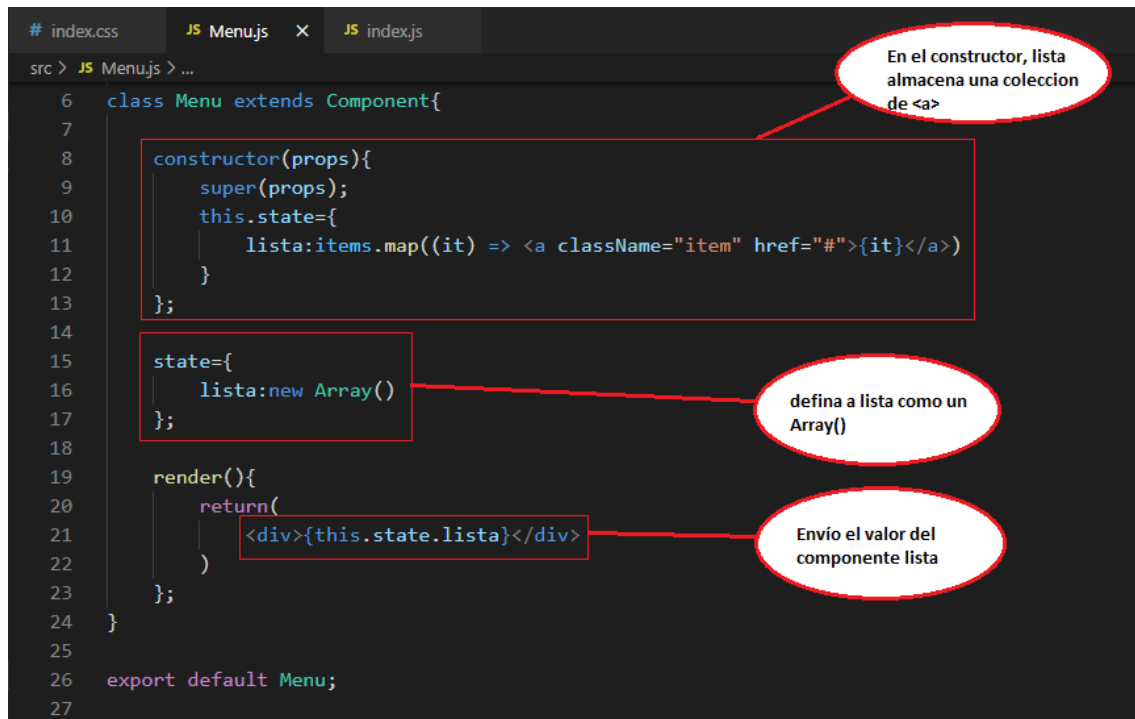 # index.css JS Menu.js × JS index.js
src > JS Menu.js > ...
6 class Menu extends Component{
7
8 constructor(props){
9 super(props);
10 this.state={
11 lista:items.map((it) => <a className="item" href="#">{it}</a>)
12 }
13 };
14
15 state={
16 lista:new Array()
17 };
18
19 render(){
20 return(
21 <div>{this.state.lista}</div>
22 )
23 };
24 }
25
26 export default Menu;
27
En el constructor, lista
almacena una coleccion
de <a>
defina a lista como un
Array()
Envío el valor del
componente lista